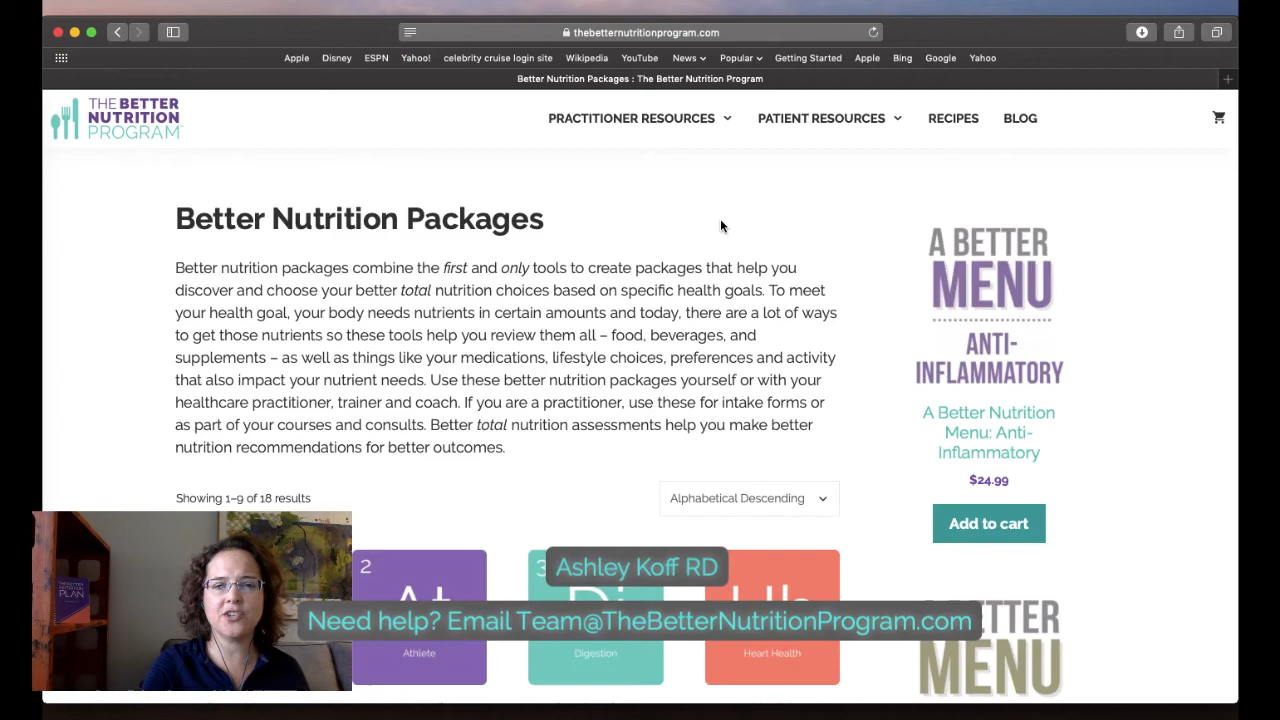 thebetternutritionprogram.com
Apple Disney ESPN Yahoo! celebrity cruise login site Wikipedia YouTube News Popular Getting Started Apple Bing Google Yahoo
Better Nutrition Packages : The Better Nutrition Program
THE BETTER
NUTRITION
PROGRAM
PRACTITIONER RESOURCES PATIENT RESOURCES RECIPES BLOG
Better Nutrition Packages
Better nutrition packages combine the first and only tools to create packages that help you
discover and choose your better total nutrition choices based on specific health goals. To meet
your health goal, your body needs nutrients in certain amounts and today, there are a lot of ways
to get those nutrients so these tools help you review them all – food, beverages, and
supplements – as well as things like your medications, lifestyle choices, preferences and activity
that also impact your nutrient needs. Use these better nutrition packages yourself or with your
healthcare practitioner, trainer and coach. If you are a practitioner, use these for intake forms or
as part of your courses and consults. Better total nutrition assessments help you make better
nutrition recommendations for better outcomes.
Showing 1–9 of 18 results
Alphabetical Descending
A BETTER
MENU
ANTI-
INFLAMMATORY
A Better Nutrition
Menu: Anti-
Inflammatory
$24.99
Add to cart
2
At
Athlete
3
Di
Digestion
Heart Health
Ashley Koff RD
Need help? Email Team@TheBetterNutritionProgram.com
BETTER
MENU
THE BETTER
NUTRITION
PLAN